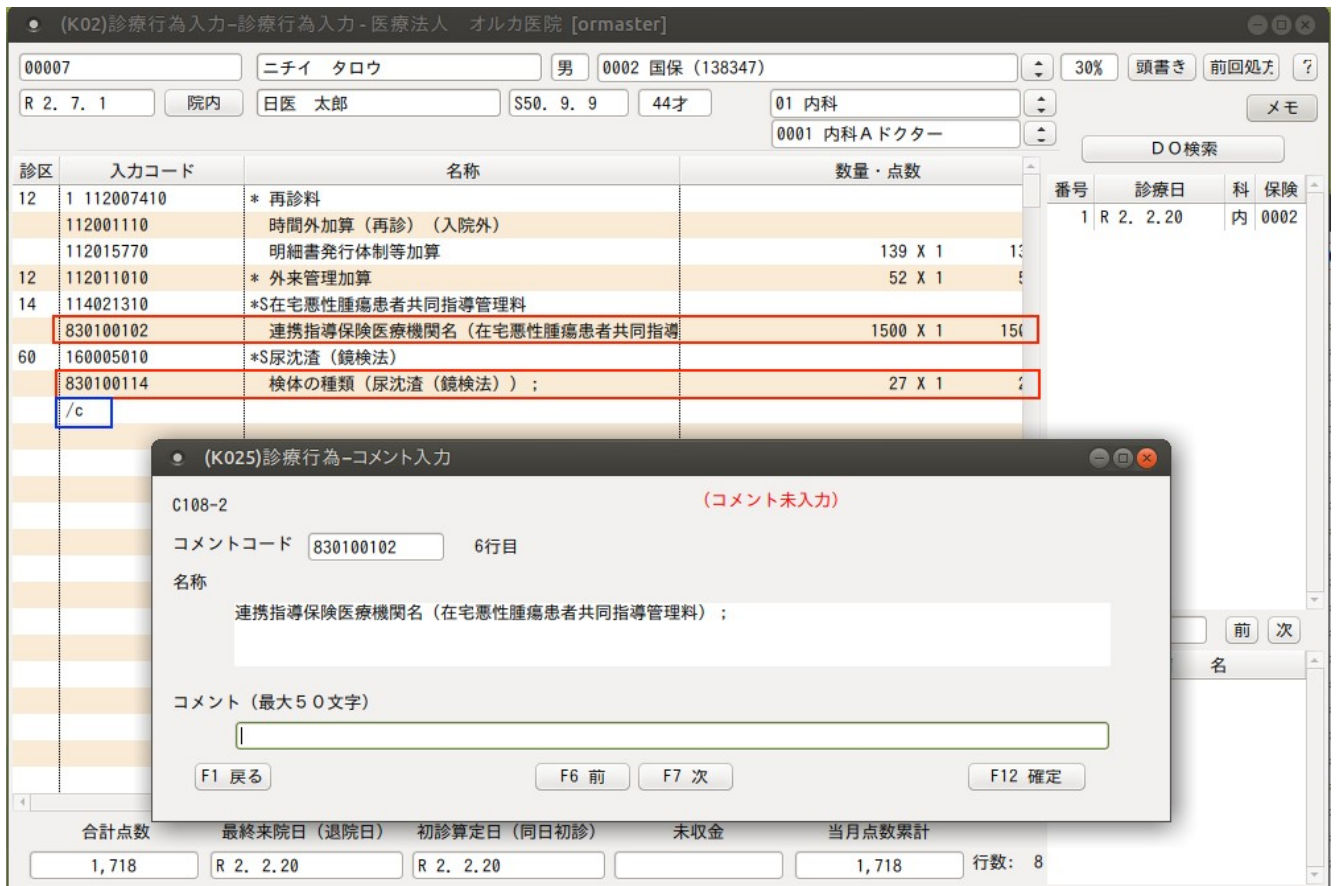 (K02)診療行為入力–診療行為入力 - 医療法人　オルカ医院 [ormaster]
00007 ニチイ　タロウ 男 0002 国保 (138347) 30% 頭書き 前回処方 ?
R 2. 7. 1 院内 日医　太郎 S50. 9. 9 44才 01 内科 メモ
0001 内科Ａドクター
ＤＯ検索
診区 入力コード 名称 数量・点数
番号 診療日 科 保険
12 1 112007410 * 再診料
1 R 2. 2.20 内 0002
112001110 時間外加算（再診）（入院外）
112015770 明細書発行体制等加算 139 X 1 13
12 112011010 * 外来管理加算 52 X 1 5
14 114021310 *S在宅悪性腫瘍患者共同指導管理料
830100102 連携指導保険医療機関名（在宅悪性腫瘍患者共同指導 1500 X 1 150
60 160005010 *S尿沈渣（鏡検法）
830100114 検体の種類（尿沈渣（鏡検法））； 27 X 1 2
/c
(K025)診療行為–コメント入力
C108-2 （コメント未入力）
コメントコード 830100102 6行目
名称
連携指導保険医療機関名（在宅悪性腫瘍患者共同指導管理料）；
前 次
名
コメント（最大５０文字）
F1 戻る F6 前 F7 次 F12 確定
合計点数 最終来院日（退院日） 初診算定日（同日初診） 未収金 当月点数累計
1,718 R 2. 2.20 R 2. 2.20 1,718 行数: 8